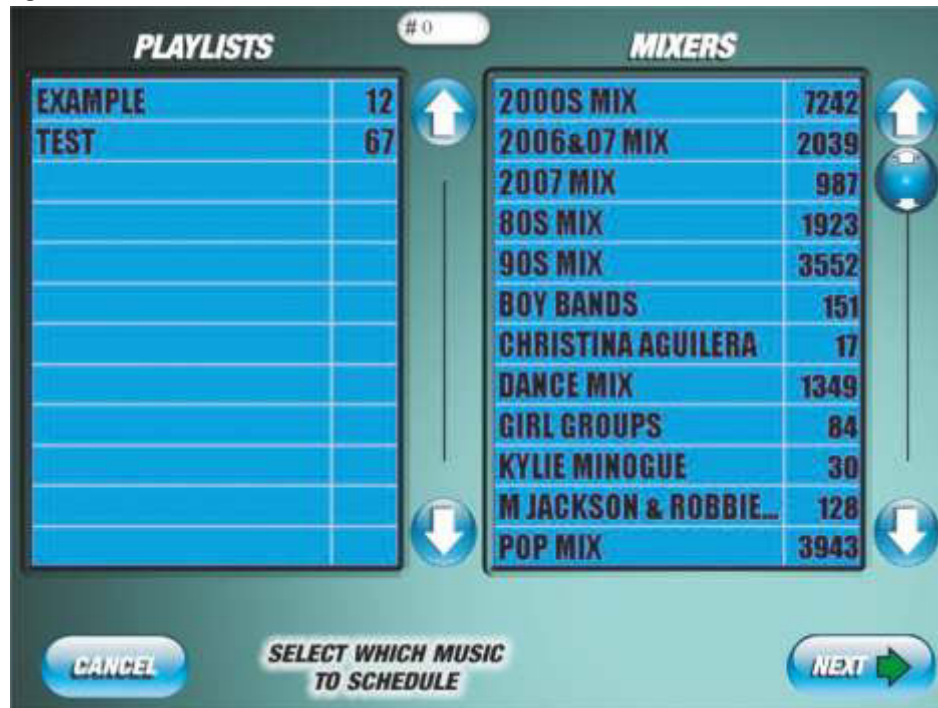 PLAYLISTS
# 0
MIXERS
EXAMPLE 12
TEST 67
2000S MIX 7242
2006&07 MIX 2039
2007 MIX 987
80S MIX 1923
90S MIX 3552
BOY BANDS 151
CHRISTINA AGUILERA 17
DANCE MIX 1349
GIRL GROUPS 84
KYLIE MINOGUE 30
M JACKSON & ROBBIE... 128
POP MIX 3943
CANCEL
SELECT WHICH MUSIC
TO SCHEDULE
NEXT